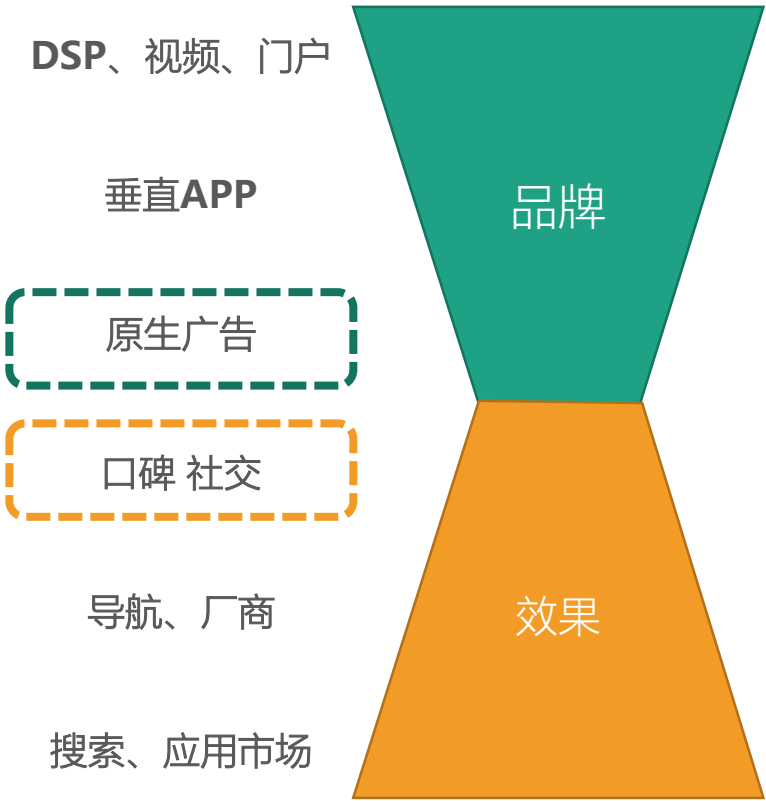 DSP、视频、门户
垂直APP
品牌
原生广告
口碑 社交
导航、厂商
效果
搜索、应用市场